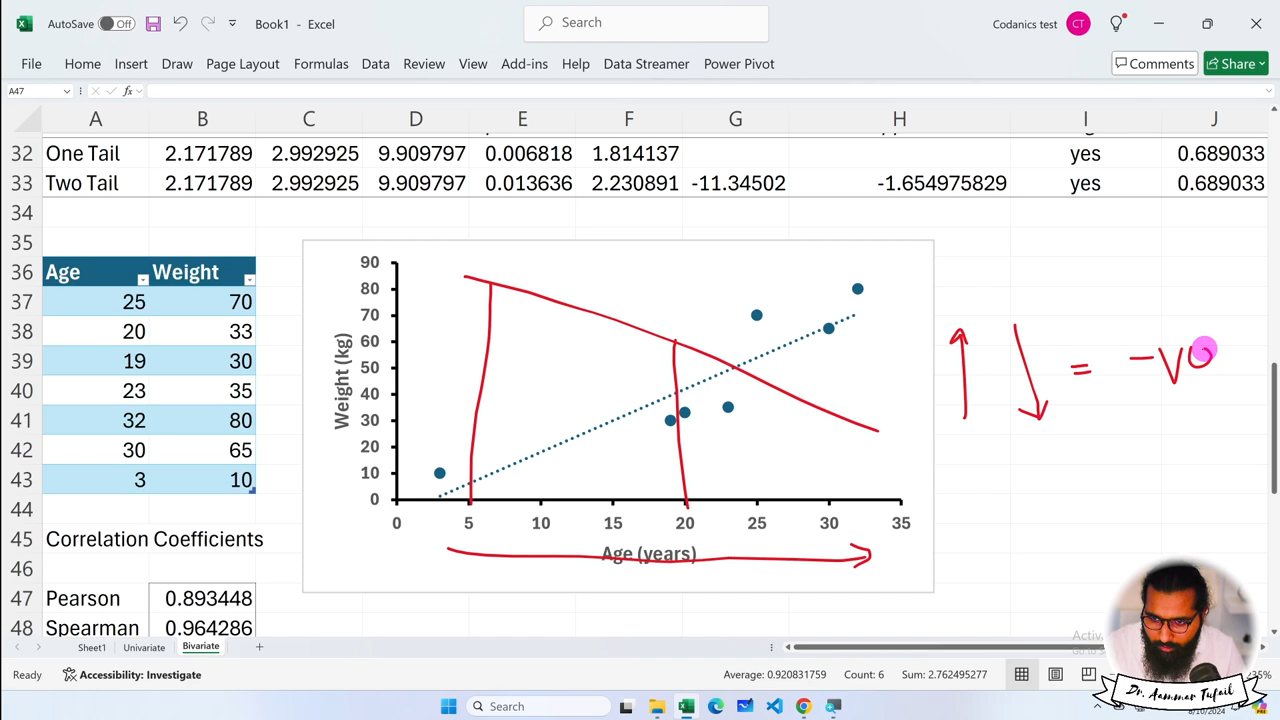 AutoSave Off Book1 - Excel Search Codanics test CT
File Home Insert Draw Page Layout Formulas Data Review View Add-ins Help Data Streamer Power Pivot Comments Share
A47 fx
A B C D E F G H I J
32 One Tail 2.171789 2.992925 9.909797 0.006818 1.814137 yes 0.689033
33 Two Tail 2.171789 2.992925 9.909797 0.013636 2.230891 -11.34502 -1.654975829 yes 0.689033
34
35
36 Age Weight
37 25 70
38 20 33
39 19 30
40 23 35
41 32 80
42 30 65
43 3 10
44
45 Correlation Coefficients
46
47 Pearson 0.893448
48 Spearman 0.964286
90
80
70
60
50
40
30
20
10
0
Weight (kg)
0 5 10 15 20 25 30 35
Age (years)
= -ve
Sheet1 Univariate Bivariate
Ready Accessibility: Investigate Average: 0.920831759 Count: 6 Sum: 2.762495277
Search
Dr. Aammar Tufail